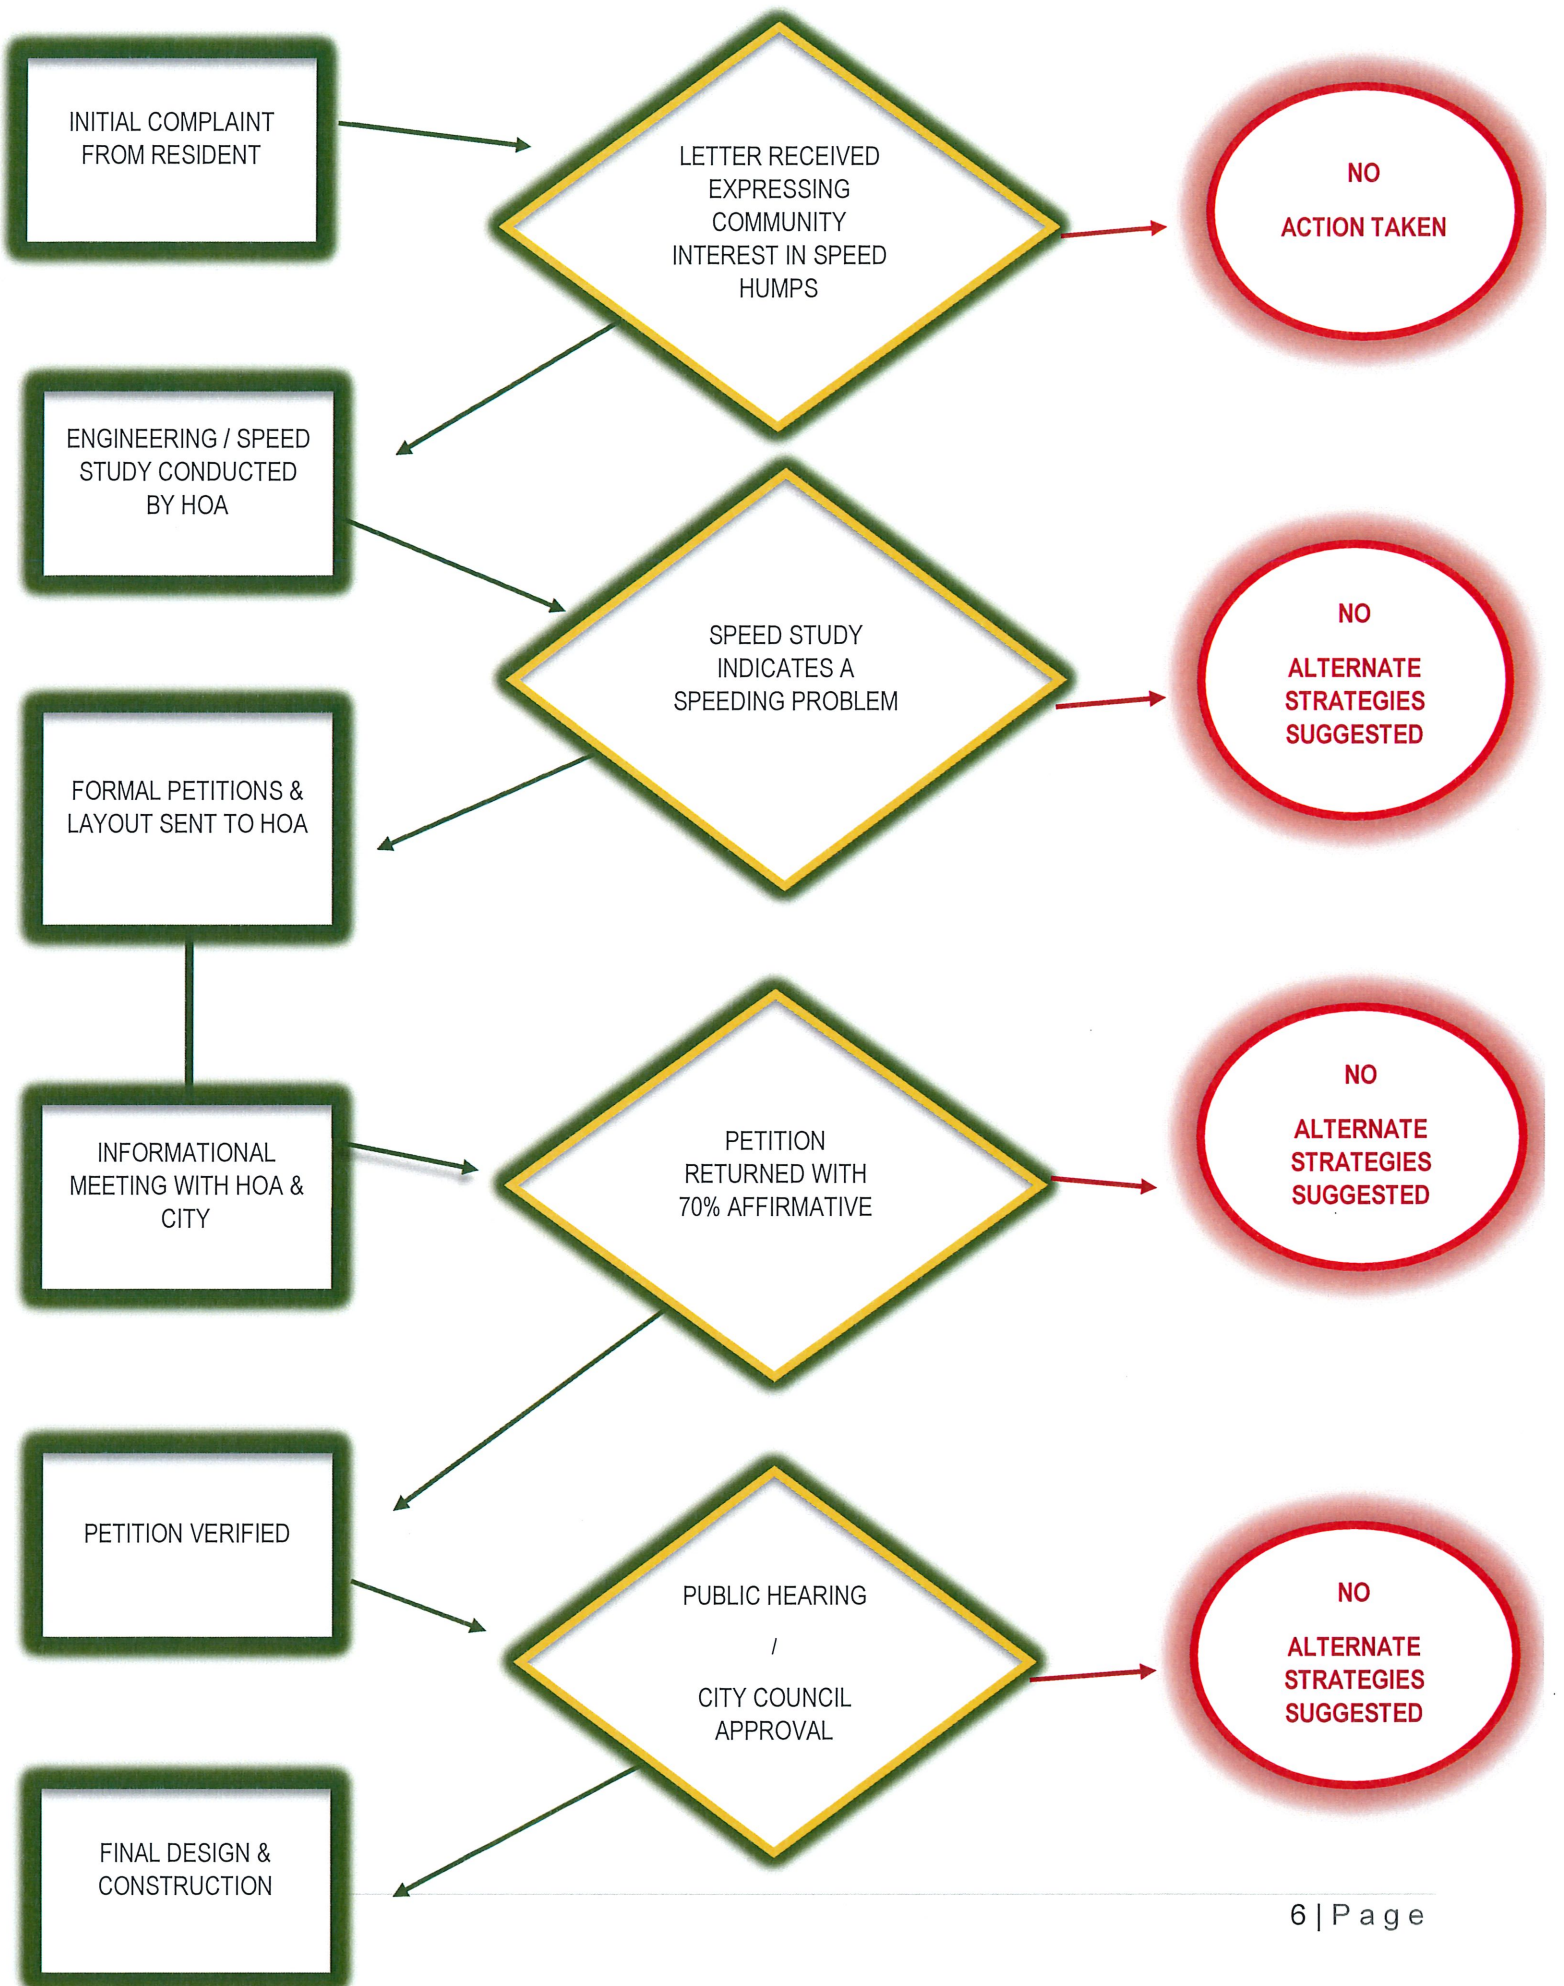 INITIAL COMPLAINT
FROM RESIDENT
LETTER RECEIVED
EXPRESSING
COMMUNITY
INTEREST IN SPEED
HUMPS
NO
ACTION TAKEN
ENGINEERING / SPEED
STUDY CONDUCTED
BY HOA
SPEED STUDY
INDICATES A
SPEEDING PROBLEM
NO
ALTERNATE
STRATEGIES
SUGGESTED
FORMAL PETITIONS &
LAYOUT SENT TO HOA
INFORMATIONAL
MEETING WITH HOA &
CITY
PETITION
RETURNED WITH
70% AFFIRMATIVE
NO
ALTERNATE
STRATEGIES
SUGGESTED
PETITION VERIFIED
PUBLIC HEARING
/
CITY COUNCIL
APPROVAL
NO
ALTERNATE
STRATEGIES
SUGGESTED
FINAL DESIGN &
CONSTRUCTION
6 | P a g e